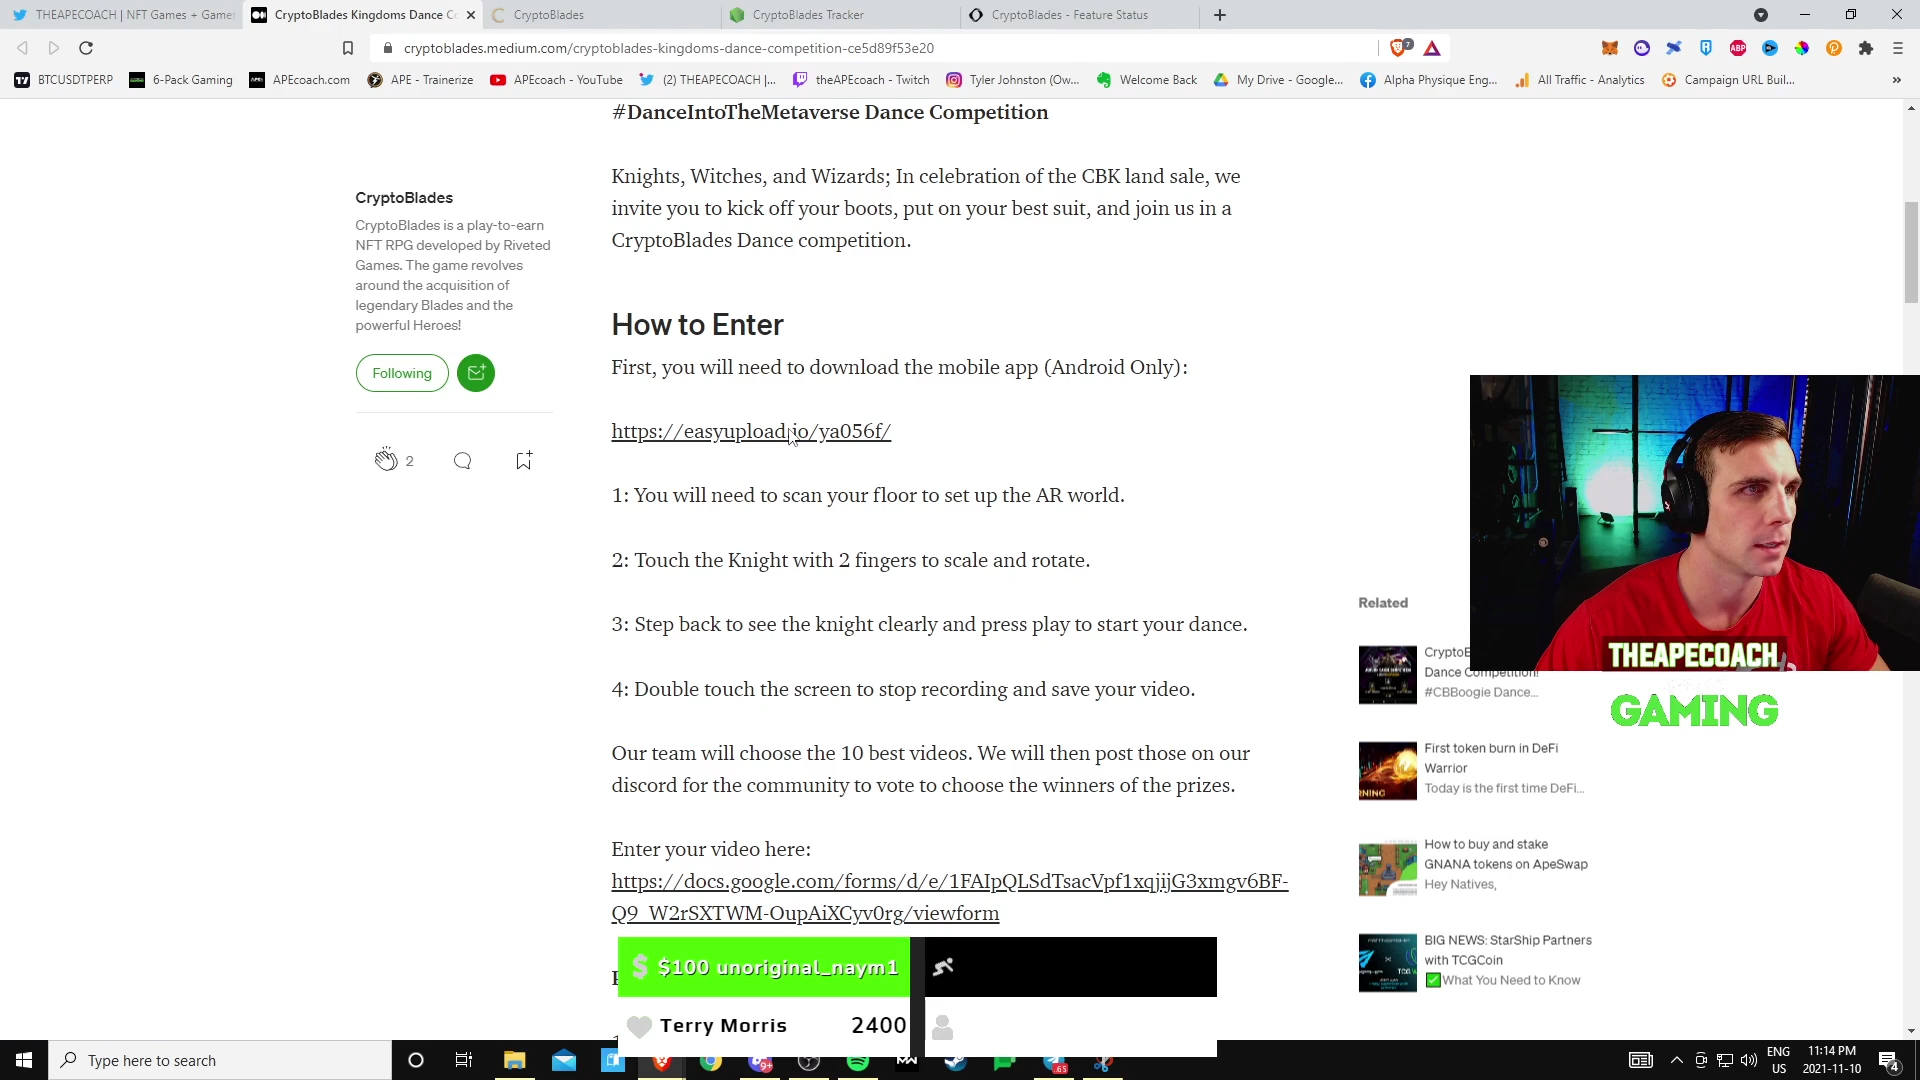 THEAPECOACH | NFT Games + Gamer
CryptoBlades Kingdoms Dance Co
CryptoBlades
CryptoBlades Tracker
CryptoBlades - Feature Status
cryptoblades.medium.com/cryptoblades-kingdoms-dance-competition-ce5d89f53e20
7
BTCUSDTPERP
6-Pack Gaming
APEcoach.com
APE - Trainerize
APEcoach - YouTube
(2) THEAPECOACH |...
theAPEcoach - Twitch
Tyler Johnston (Ow...
Welcome Back
My Drive - Google...
Alpha Physique Eng...
All Traffic - Analytics
Campaign URL Buil...
#DanceIntoTheMetaverse Dance Competition
Knights, Witches, and Wizards; In celebration of the CBK land sale, we
invite you to kick off your boots, put on your best suit, and join us in a
CryptoBlades Dance competition.
CryptoBlades
CryptoBlades is a play-to-earn
NFT RPG developed by Riveted
Games. The game revolves
around the acquisition of
legendary Blades and the
powerful Heroes!
Following
2
How to Enter
First, you will need to download the mobile app (Android Only):
https://easyupload.io/ya056f/
1: You will need to scan your floor to set up the AR world.
2: Touch the Knight with 2 fingers to scale and rotate.
3: Step back to see the knight clearly and press play to start your dance.
4: Double touch the screen to stop recording and save your video.
Our team will choose the 10 best videos. We will then post those on our
discord for the community to vote to choose the winners of the prizes.
Enter your video here:
https://docs.google.com/forms/d/e/1FAIpQLSdTsacVpf1xqjijG3xmgv6BF-
Q9_W2rSXTWM-OupAiXCyv0rg/viewform
Related
Dance Competition!
#CBBoogie Dance...
First token burn in DeFi
Warrior
Today is the first time DeFi...
How to buy and stake
GNANA tokens on ApeSwap
Hey Natives,
BIG NEWS: StarShip Partners
with TCGCoin
✅What You Need to Know
THEAPECOACH
GAMING
$100 unoriginal_naym1
Terry Morris 2400
Type here to search
ENG
US
11:14 PM
2021-11-10
4